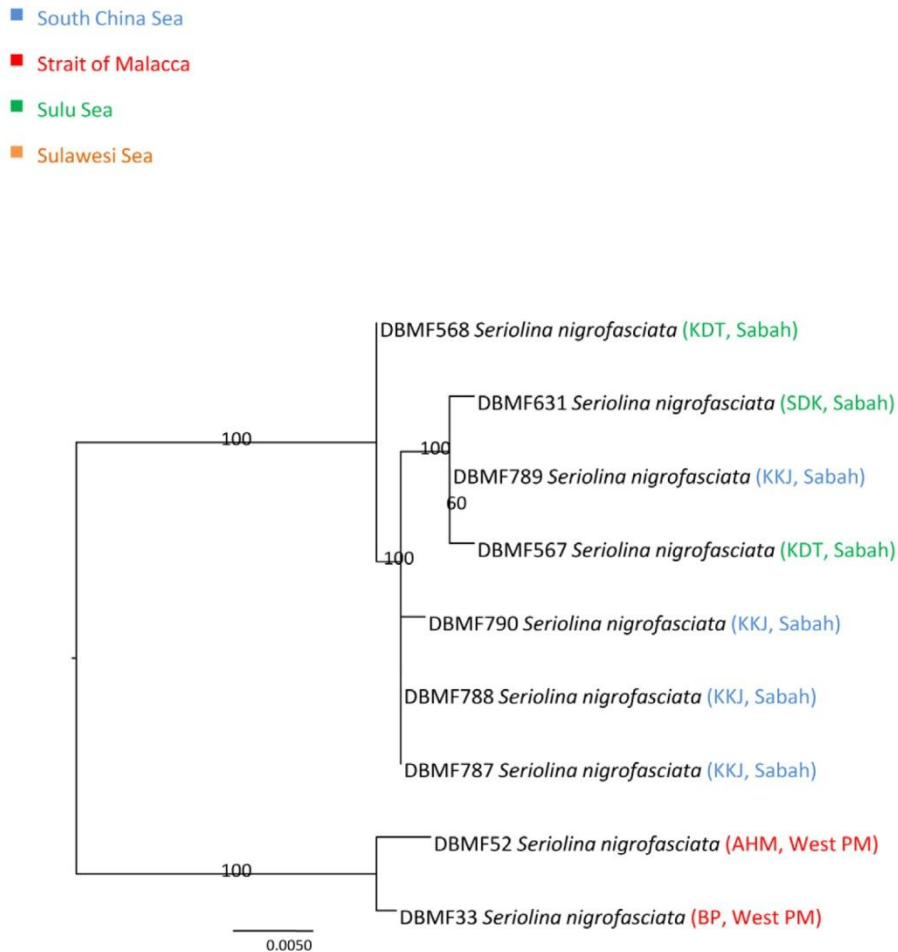 South China Sea
Strait of Malacca
Sulu Sea
Sulawesi Sea
DBMF568 Seriolina nigrofasciata (KDT, Sabah)
DBMF631 Seriolina nigrofasciata (SDK, Sabah)
100
100
DBMF789 Seriolina nigrofasciata (KKJ, Sabah)
60
DBMF567 Seriolina nigrofasciata (KDT, Sabah)
100
DBMF790 Seriolina nigrofasciata (KKJ, Sabah)
DBMF788 Seriolina nigrofasciata (KKJ, Sabah)
DBMF787 Seriolina nigrofasciata (KKJ, Sabah)
DBMF52 Seriolina nigrofasciata (AHM, West PM)
100
DBMF33 Seriolina nigrofasciata (BP, West PM)
0.0050